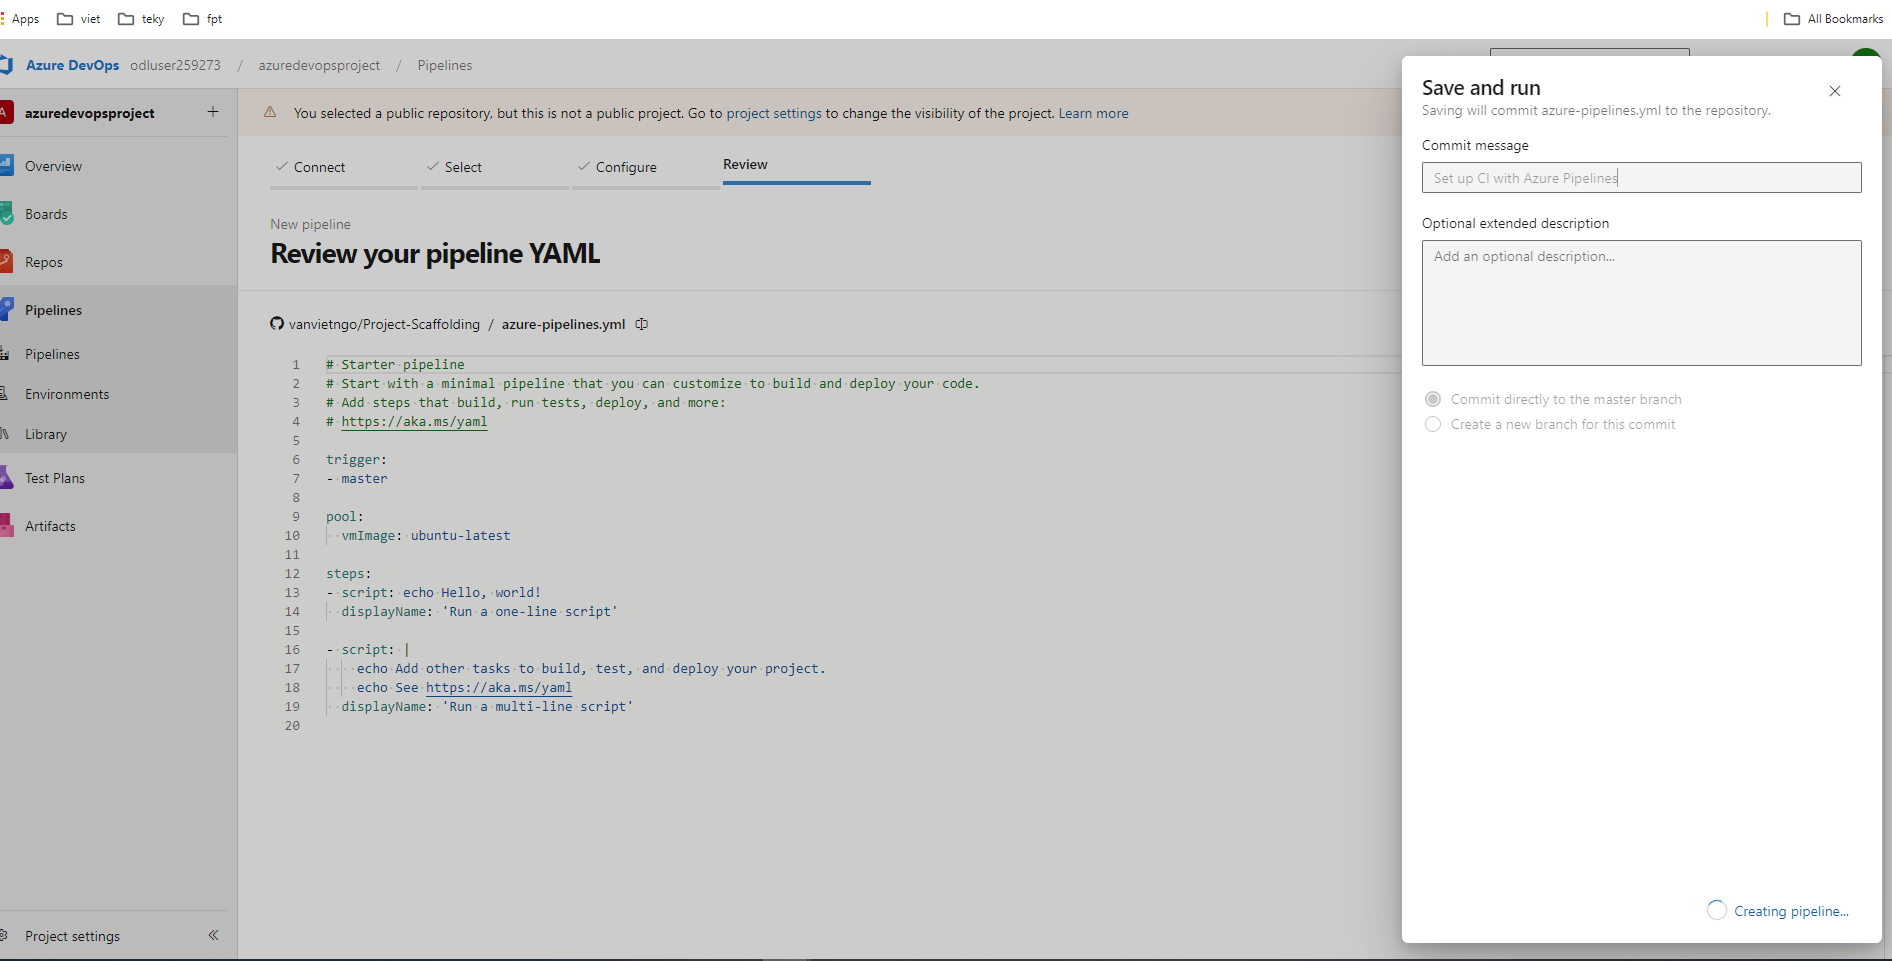 Apps viet teky fpt All Bookmarks
Azure DevOps odluser259273 / azuredevopsproject / Pipelines
A azuredevopsproject +
Overview
Boards
Repos
Pipelines
Pipelines
Environments
Library
Test Plans
Artifacts
Project settings
You selected a public repository, but this is not a public project. Go to project settings to change the visibility of the project. Learn more
Connect Select Configure Review
New pipeline
Review your pipeline YAML
vanvietngo/Project-Scaffolding / azure-pipelines.yml
1 # Starter pipeline
2 # Start with a minimal pipeline that you can customize to build and deploy your code.
3 # Add steps that build, run tests, deploy, and more:
4 # https://aka.ms/yaml
5
6 trigger:
7 - master
8
9 pool:
10   vmImage: ubuntu-latest
11
12 steps:
13 - script: echo Hello, world!
14   displayName: 'Run a one-line script'
15
16 - script: |
17     echo Add other tasks to build, test, and deploy your project.
18     echo See https://aka.ms/yaml
19   displayName: 'Run a multi-line script'
20
Save and run
Saving will commit azure-pipelines.yml to the repository.
Commit message
Set up CI with Azure Pipelines
Optional extended description
Add an optional description...
Commit directly to the master branch
Create a new branch for this commit
Creating pipeline...